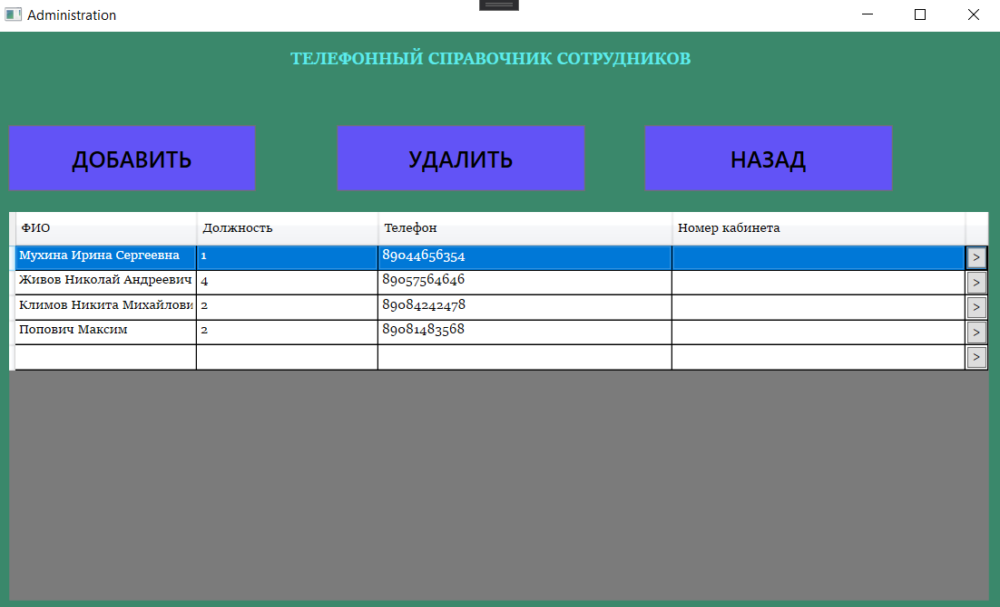 Administration
ТЕЛЕФОННЫЙ СПРАВОЧНИК СОТРУДНИКОВ
ДОБАВИТЬ УДАЛИТЬ НАЗАД
ФИО Должность Телефон Номер кабинета
Мухина Ирина Сергеевна 1 89044656354 >
Живов Николай Андреевич 4 89057564646 >
Климов Никита Михайлови 2 89084242478 >
Попович Максим 2 89081483568 >
>